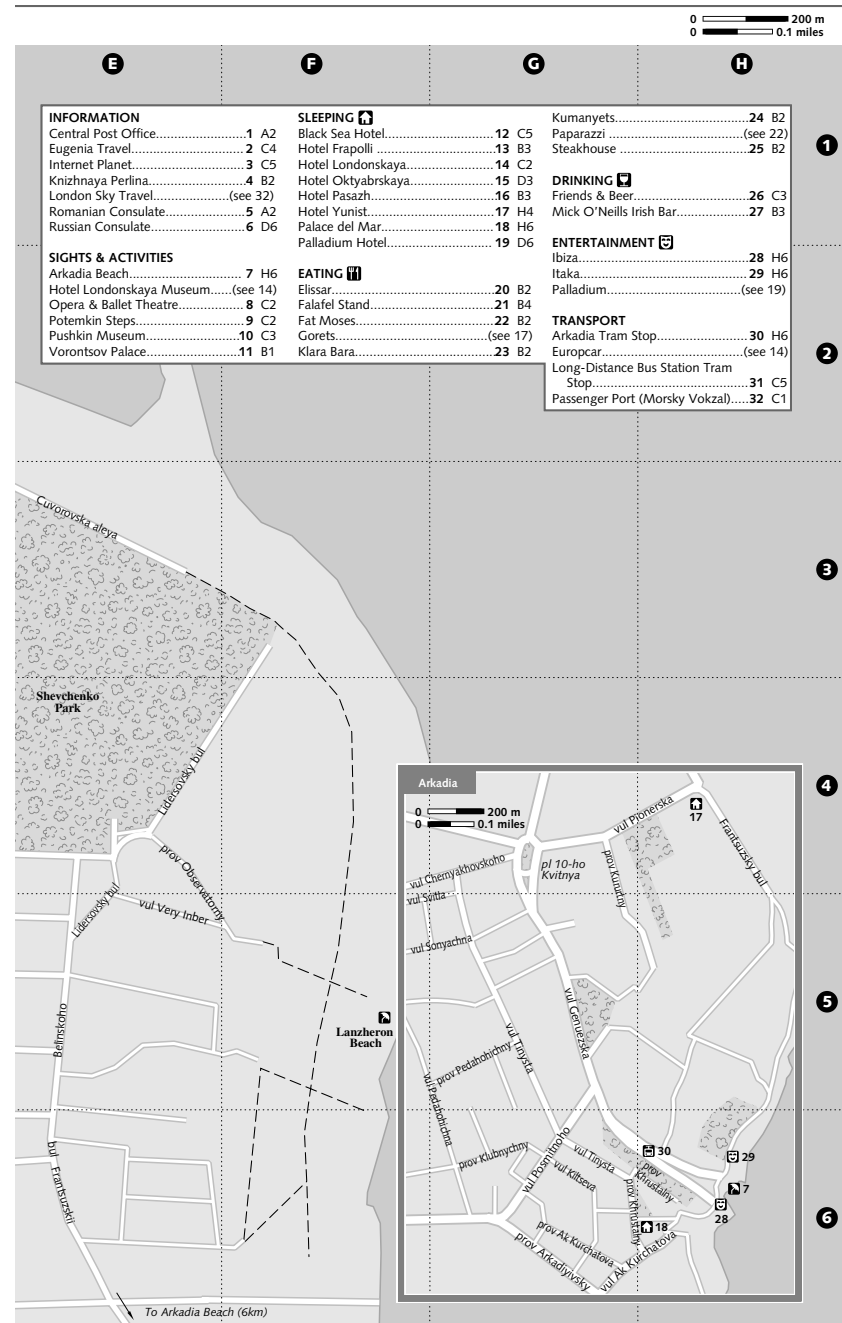 0 200 m
0 0.1 miles
E F G H
INFORMATION
Central Post Office..............................1 A2
Eugenia Travel......................................2 C4
Internet Planet......................................3 C5
Knizhnaya Perlina.................................4 B2
London Sky Travel.........................(see 32)
Romanian Consulate............................5 A2
Russian Consulate................................6 D6
SIGHTS & ACTIVITIES
Arkadia Beach......................................7 H6
Hotel Londonskaya Museum......(see 14)
Opera & Ballet Theatre........................8 C2
Potemkin Steps....................................9 C2
Pushkin Museum...............................10 C3
Vorontsov Palace...............................11 B1
SLEEPING
Black Sea Hotel..................................12 C5
Hotel Frapolli.....................................13 B3
Hotel Londonskaya............................14 C2
Hotel Oktyabrskaya...........................15 D3
Hotel Pasazh......................................16 B3
Hotel Yunist.......................................17 H4
Palace del Mar...................................18 H6
Palladium Hotel.................................19 D6
EATING
Elissar................................................20 B2
Falafel Stand......................................21 B4
Fat Moses..........................................22 B2
Gorets............................................(see 17)
Klara Bara..........................................23 B2
Kumanyets.........................................24 B2
Paparazzi.......................................(see 22)
Steakhouse........................................25 B2
DRINKING
Friends & Beer...................................26 C3
Mick O'Neills Irish Bar.......................27 B3
ENTERTAINMENT
Ibiza...................................................28 H6
Itaka..................................................29 H6
Palladium.......................................(see 19)
TRANSPORT
Arkadia Tram Stop.............................30 H6
Europcar........................................(see 14)
Long-Distance Bus Station Tram
Stop...................................................31 C5
Passenger Port (Morsky Vokzal).....32 C1
1
2
3
4
5
6
Cuvorovska aleya
Shevchenko
Park
Lidersovsky bul
prov Observatorny
Lidersovsky bul
vul Very Inber
Belinskoho
Lanzheron
Beach
bul Frantsuzskii
To Arkadia Beach (6km)
Arkadia
0 200 m
0 0.1 miles
vul Pionerska
17
Frantsuzky bul
pl 10-ho
Kvitnya
vul Chernyakhovskoho
prov Kururtny
vul Svitla
vul Sonyachna
vul Genuezska
vul Tinysta
prov Pedahohichny
vul Pedahohichna
prov Klubnychny
vul Posmitnoho
vul Tinysta
30
29
prov
Khrustalny
vul Kiltseva
prov Khrustalny
7
28
18
prov Ak Kurchatova
prov Arkadiyivsky
vul Ak Kurchatova